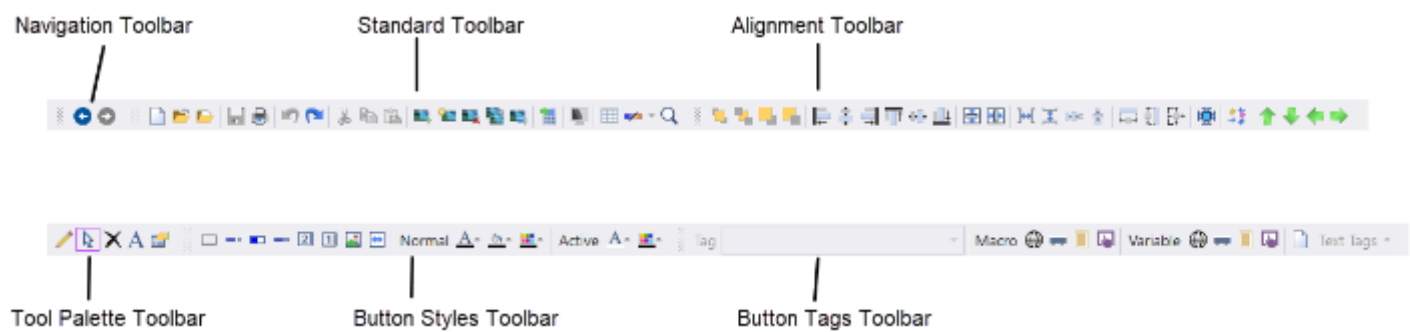 Navigation Toolbar Standard Toolbar Alignment Toolbar
Normal A A Active A Tag Macro Variable Text Tags
Tool Palette Toolbar Button Styles Toolbar Button Tags Toolbar